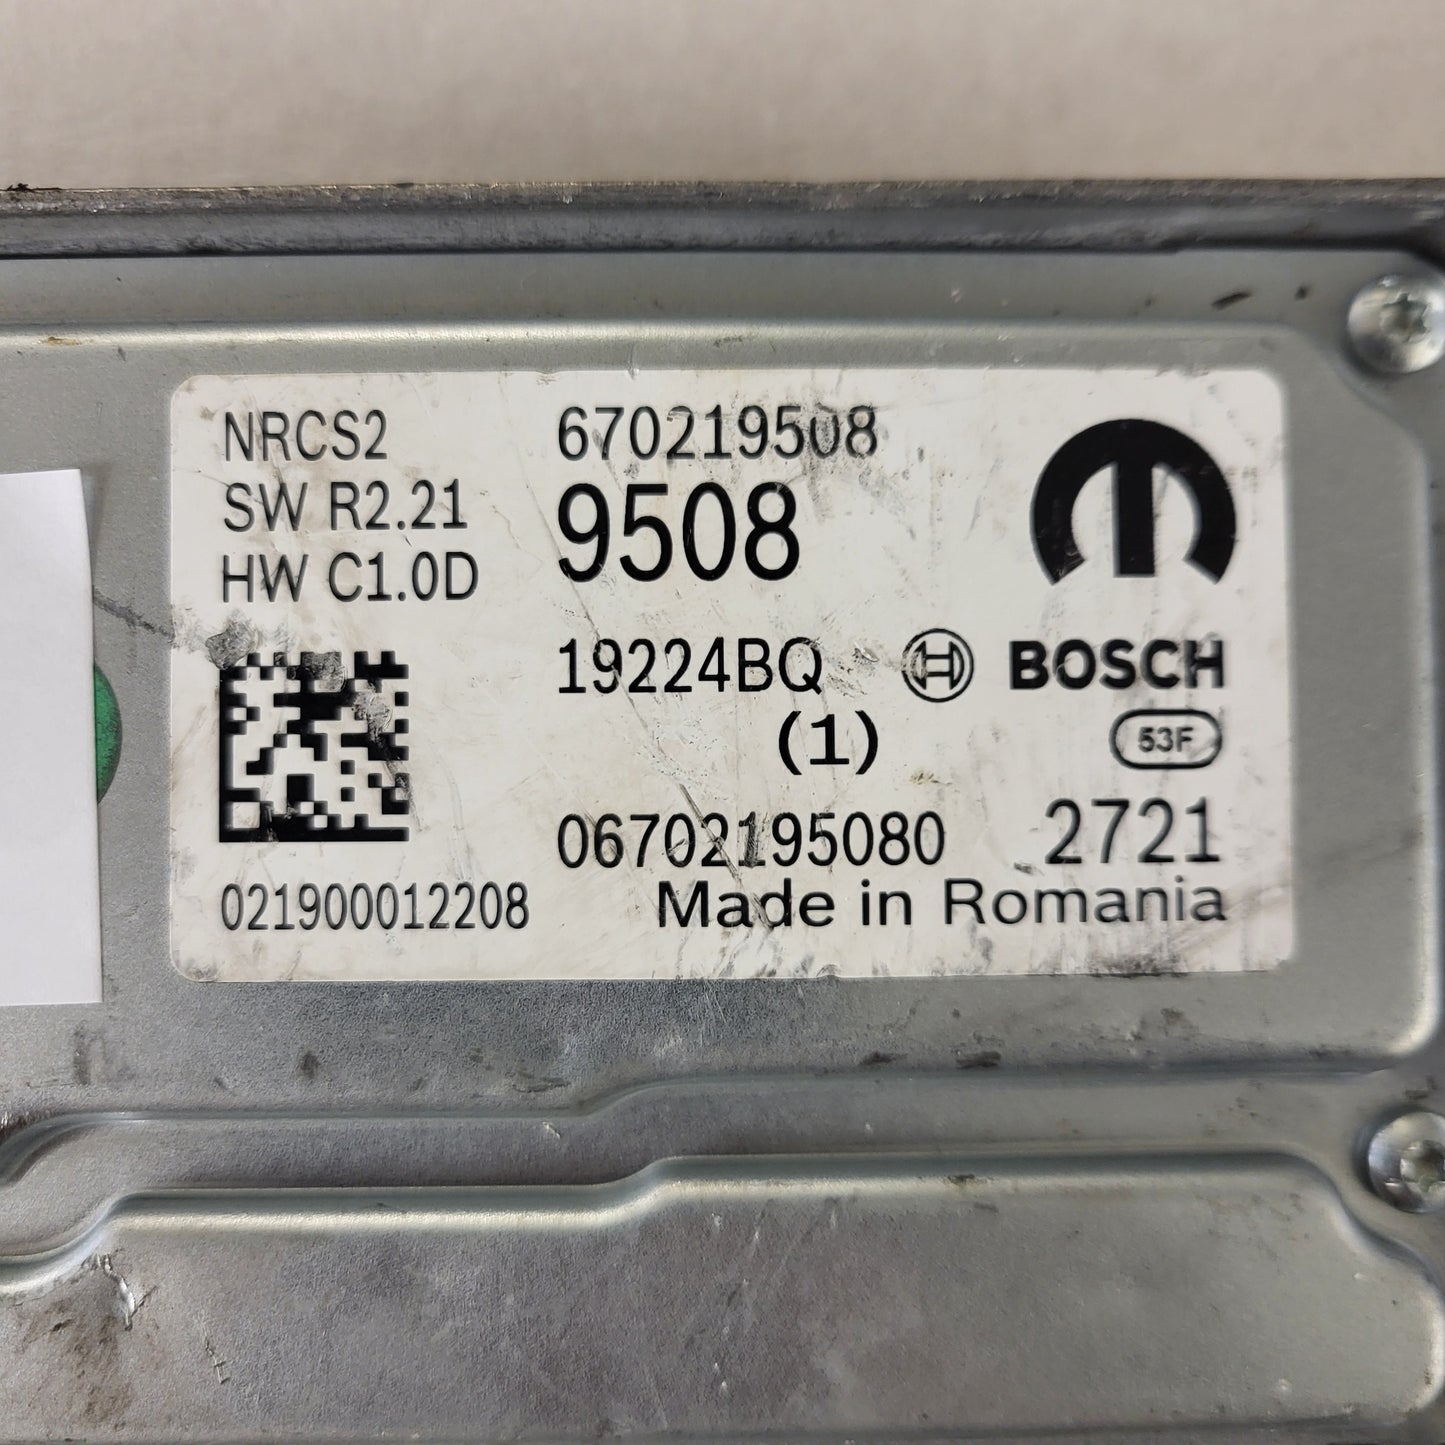 NRCS2 670219508
SW R2.21 9508
HW C1.0D
19224BQ BOSCH
(1) 53F
06702195080 2721
021900012208 Made in Romania